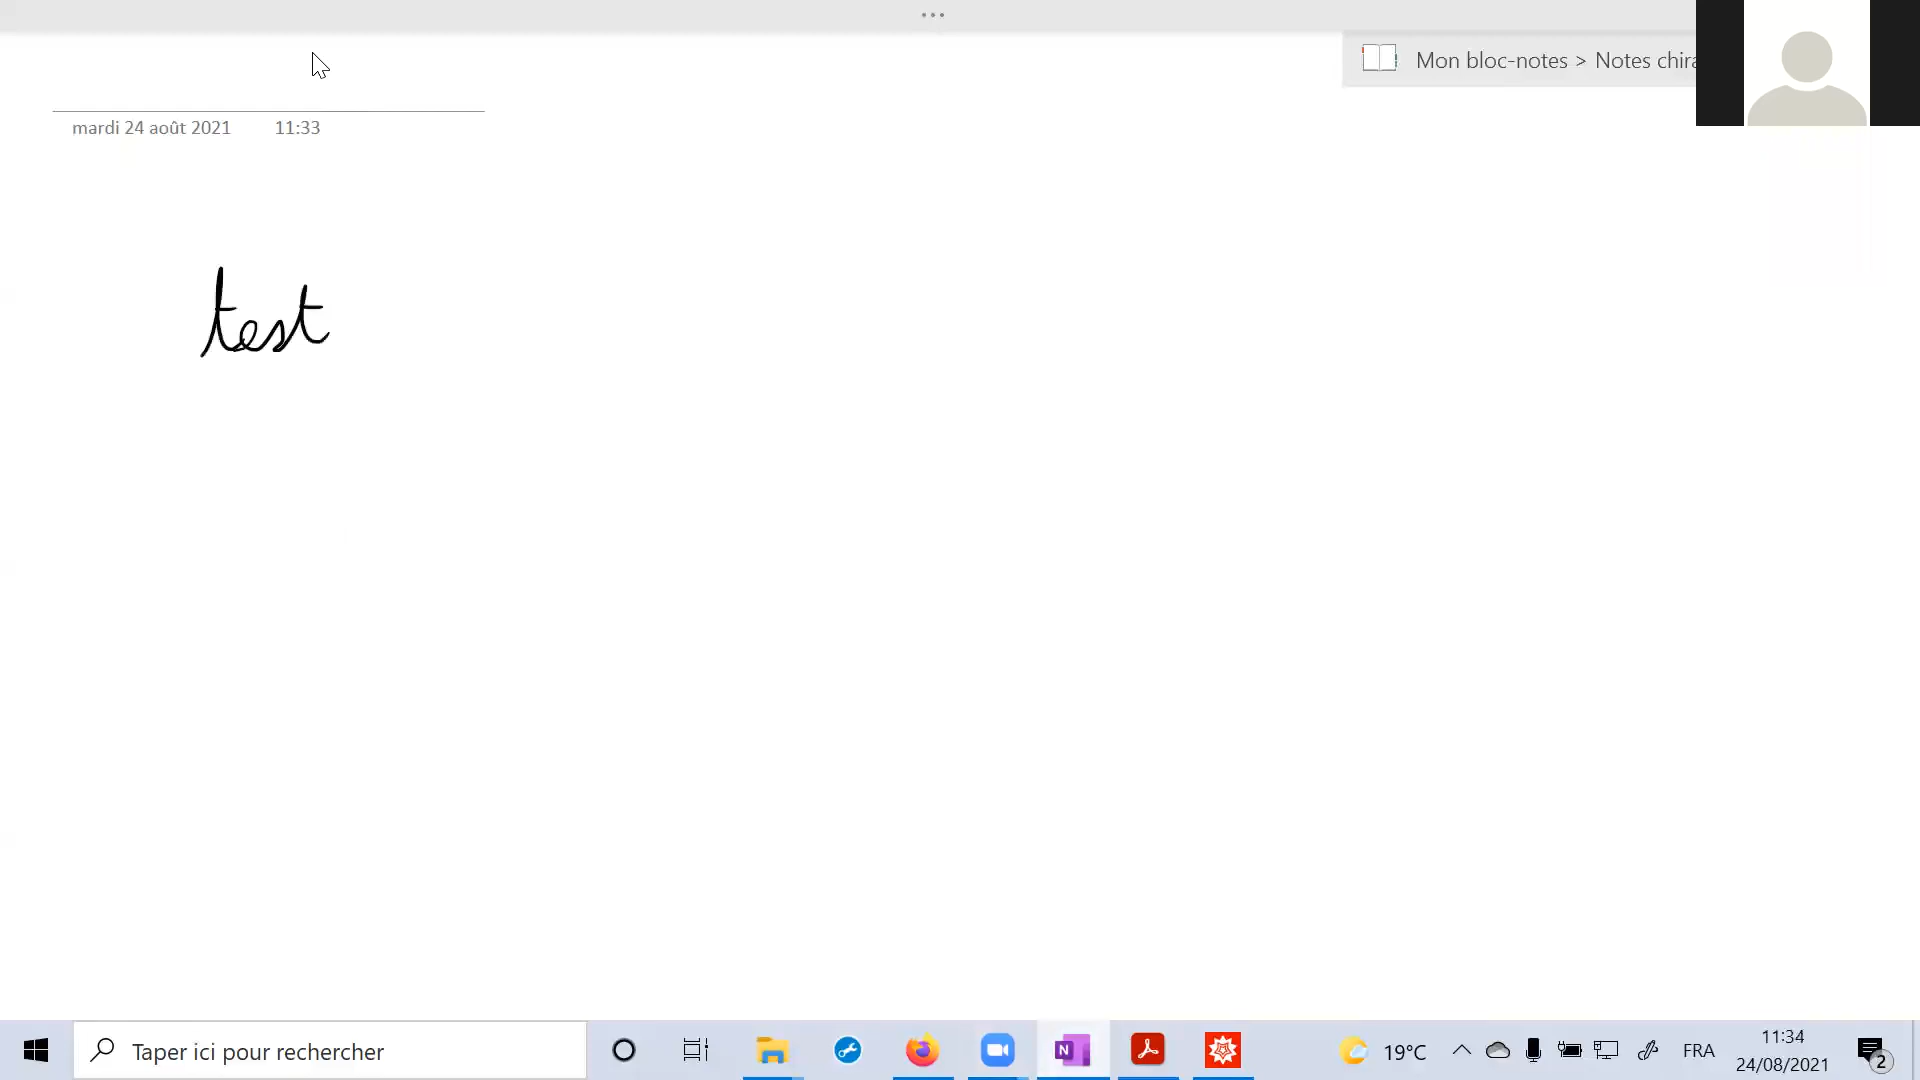 Mon bloc-notes > Notes chira
mardi 24 août 2021 11:33
test
Taper ici pour rechercher
N
19°C
FRA
11:34
24/08/2021
2